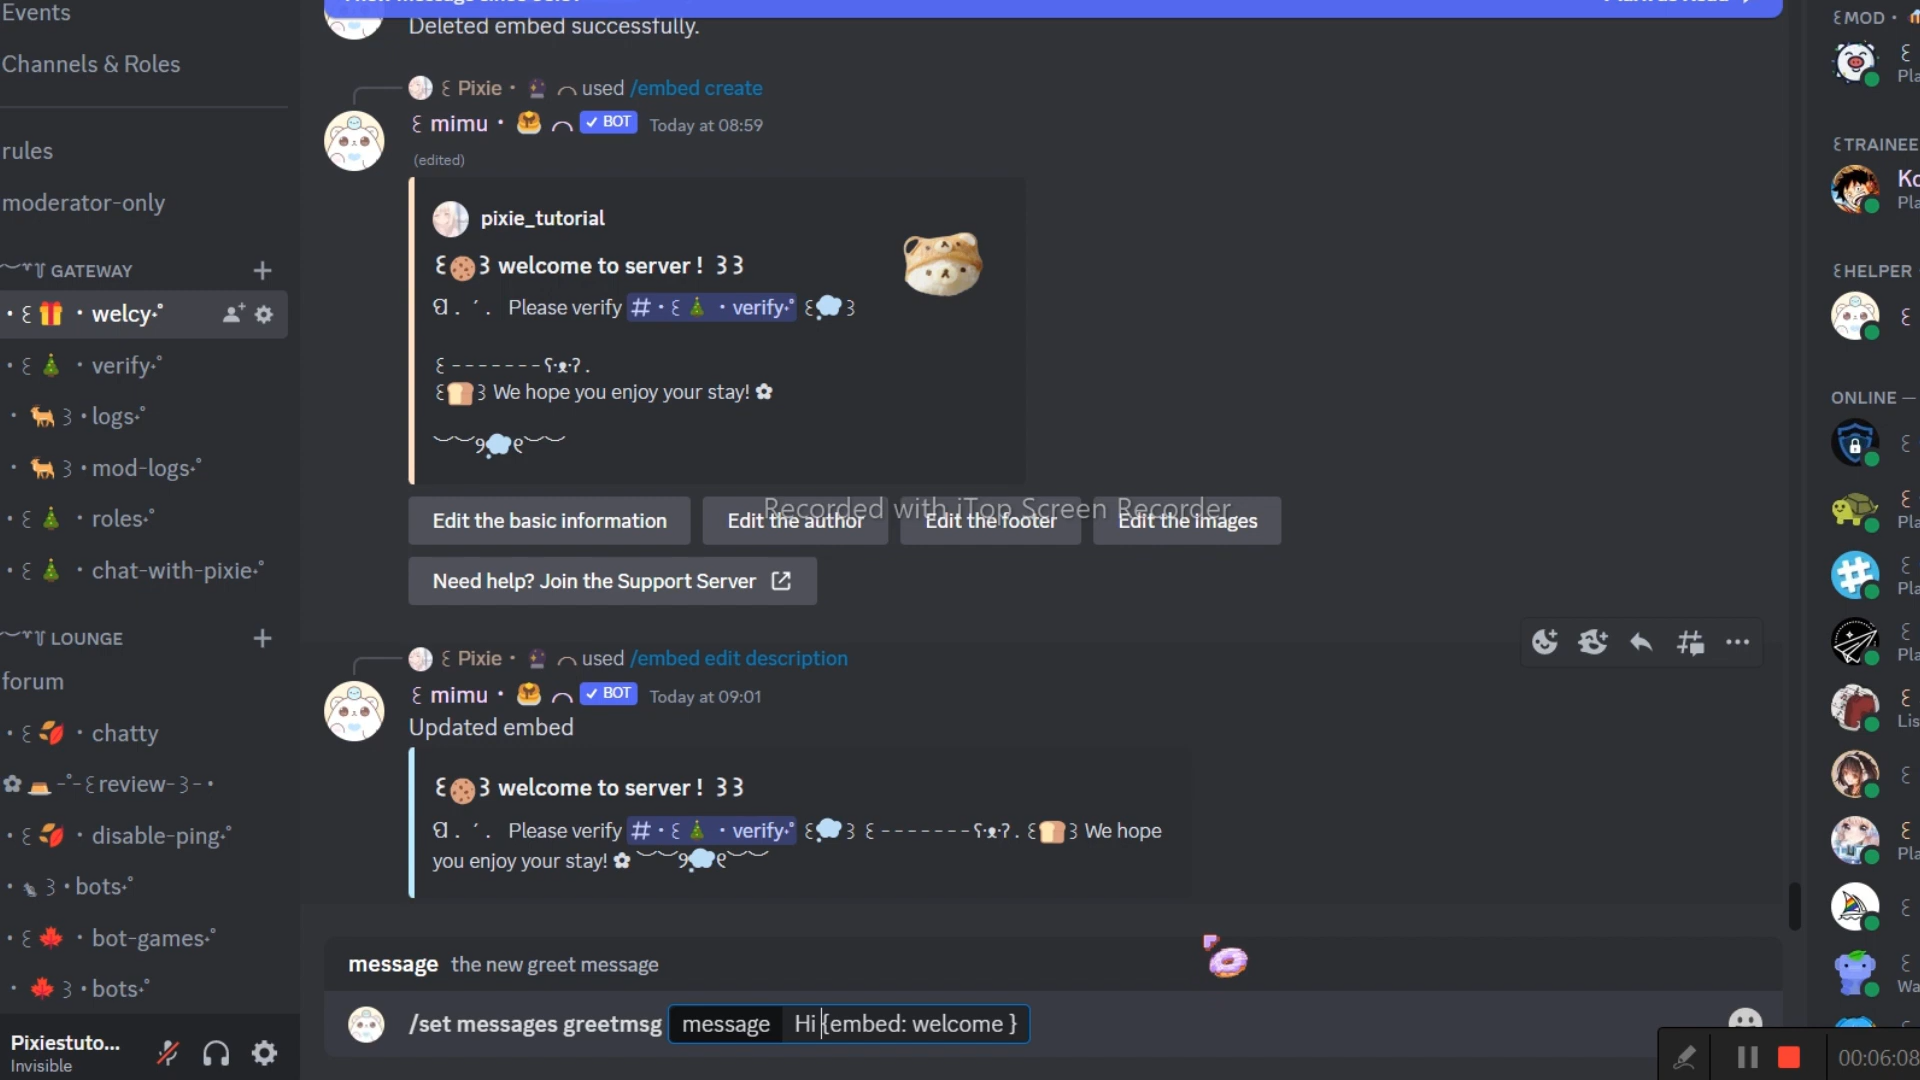 Events
Channels & Roles
rules
moderator-only
GATEWAY
welcy
verify
logs
mod-logs
roles
chat-with-pixie
LOUNGE
forum
chatty
review
disable-ping
bots
bot-games
bots
Pixiestuto...
Invisible
Deleted embed successfully.
꒰ Pixie・ used /embed create
꒰ mimu・ ✓ BOT Today at 08:59
(edited)
pixie_tutorial
welcome to server !
Please verify # ・꒰ ・verify
We hope you enjoy your stay! ✿
Edit the basic information
Edit the author
Edit the footer
Edit the images
Recorded with iTop Screen Recorder
Need help? Join the Support Server
꒰ Pixie・ used /embed edit description
꒰ mimu・ ✓ BOT Today at 09:01
Updated embed
welcome to server !
Please verify # ・꒰ ・verify We hope
you enjoy your stay! ✿
message the new greet message
/set messages greetmsg message Hi {embed: welcome }
MOD
TRAINEE
HELPER
ONLINE —
00:06:08